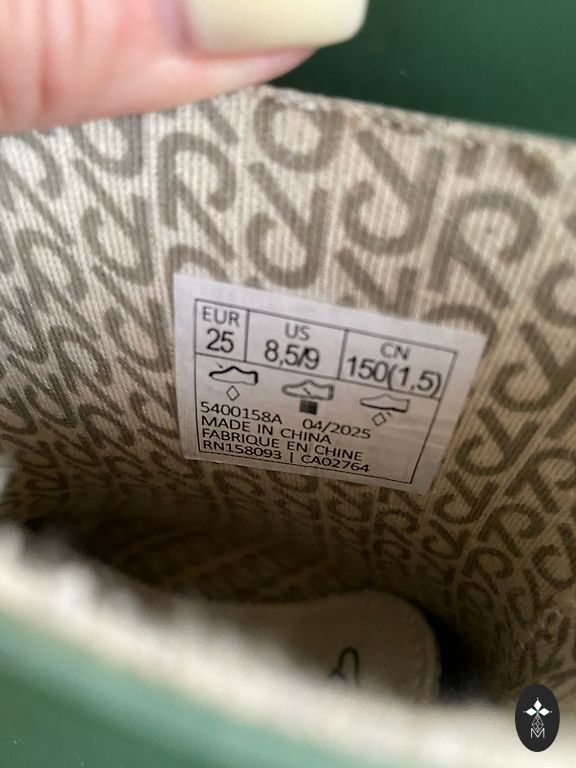 EUR US CN
25 8,5/9 150(1,5)
5400158A 04/2025
MADE IN CHINA
FABRIQUE EN CHINE
RN158093 | CA02764
M